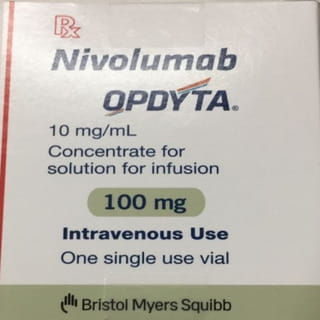 Rx
Nivolumab
OPDYTA®
10 mg/mL
Concentrate for
solution for infusion
100 mg
Intravenous Use
One single use vial
Bristol Myers Squibb